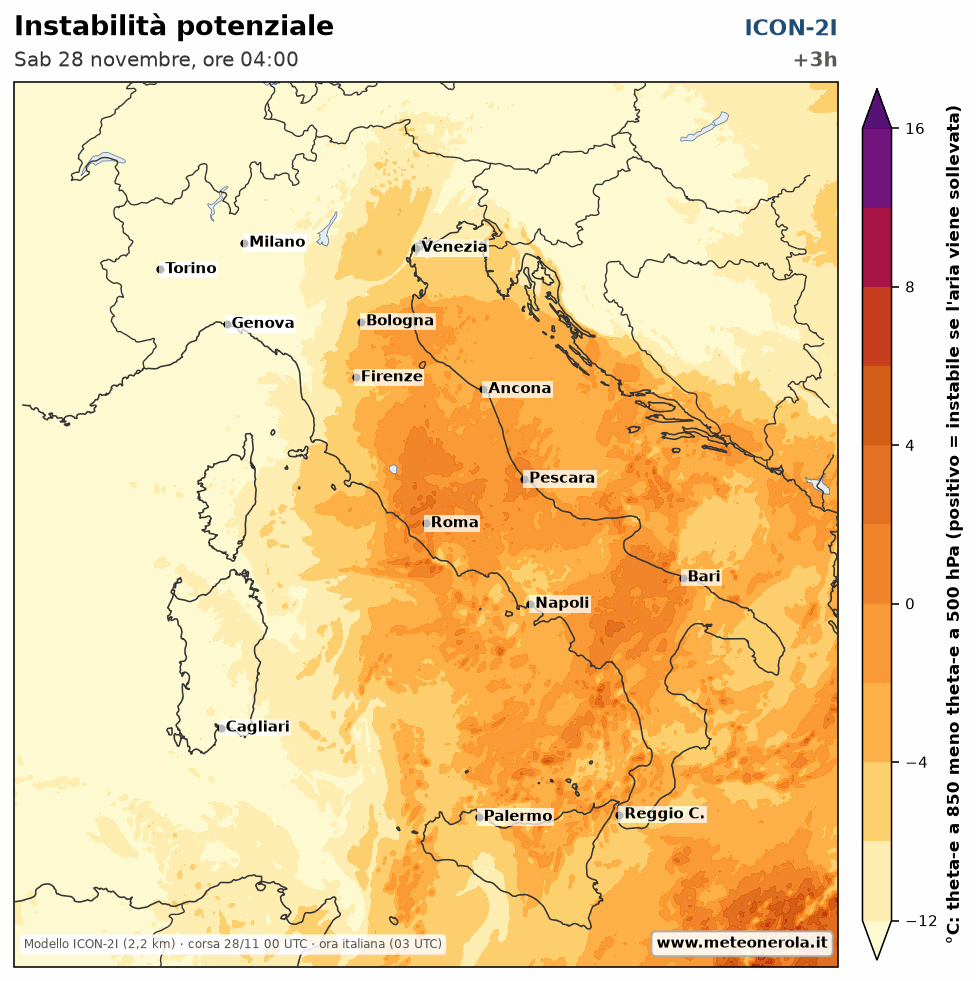 Instabilità potenziale
ICON-2I
Sab 28 novembre, ore 04:00
+3h
Milano
Venezia
Torino
Genova
Bologna
Firenze
Ancona
Pescara
Roma
Bari
Napoli
Cagliari
Palermo
Reggio C.
Modello ICON-2I (2,2 km) · corsa 28/11 00 UTC · ora italiana (03 UTC)
www.meteonerola.it
16
8
4
0
−4
−12
°C: theta-e a 850 meno theta-e a 500 hPa (positivo = instabile se l'aria viene sollevata)